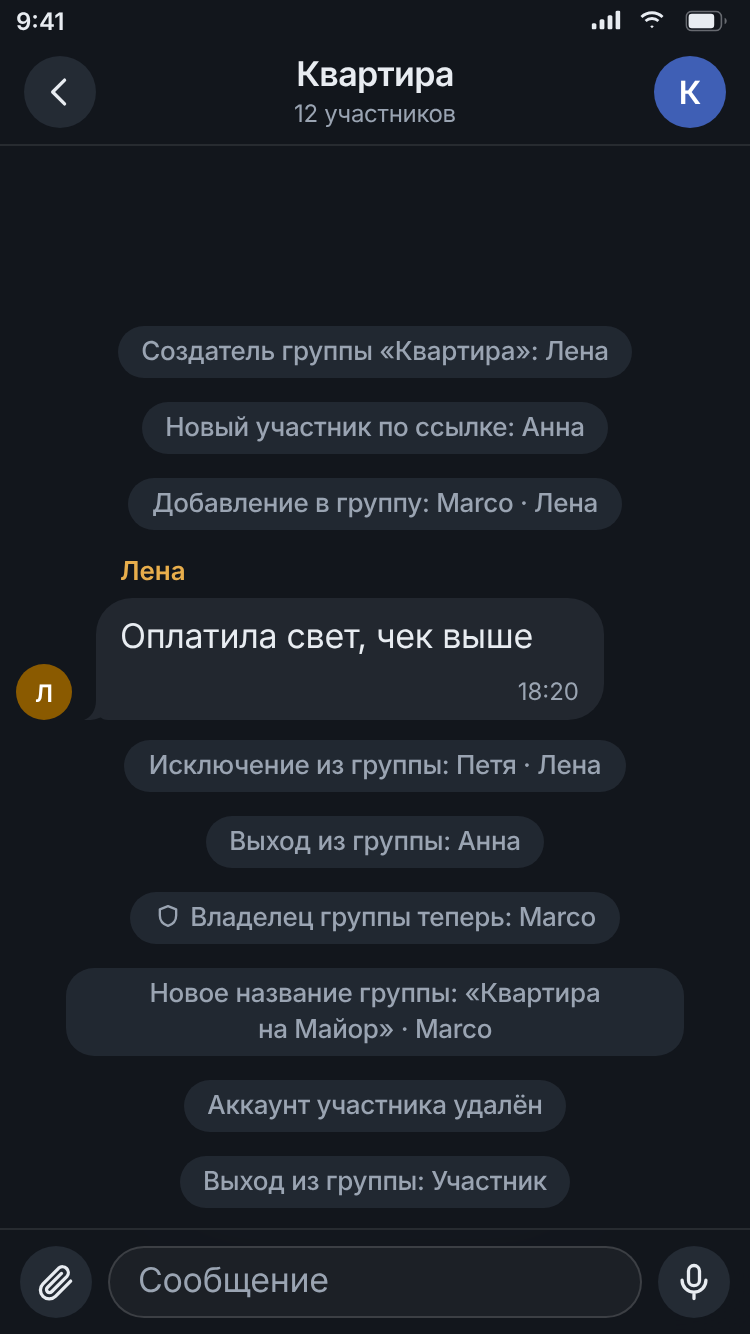 9:41
Квартира
12 участников
К
Создатель группы «Квартира»: Лена
Новый участник по ссылке: Анна
Добавление в группу: Marco · Лена
Лена
Оплатила свет, чек выше
18:20
Л
Исключение из группы: Петя · Лена
Выход из группы: Анна
Владелец группы теперь: Marco
Новое название группы: «Квартира
на Майор» · Marco
Аккаунт участника удалён
Выход из группы: Участник
Сообщение